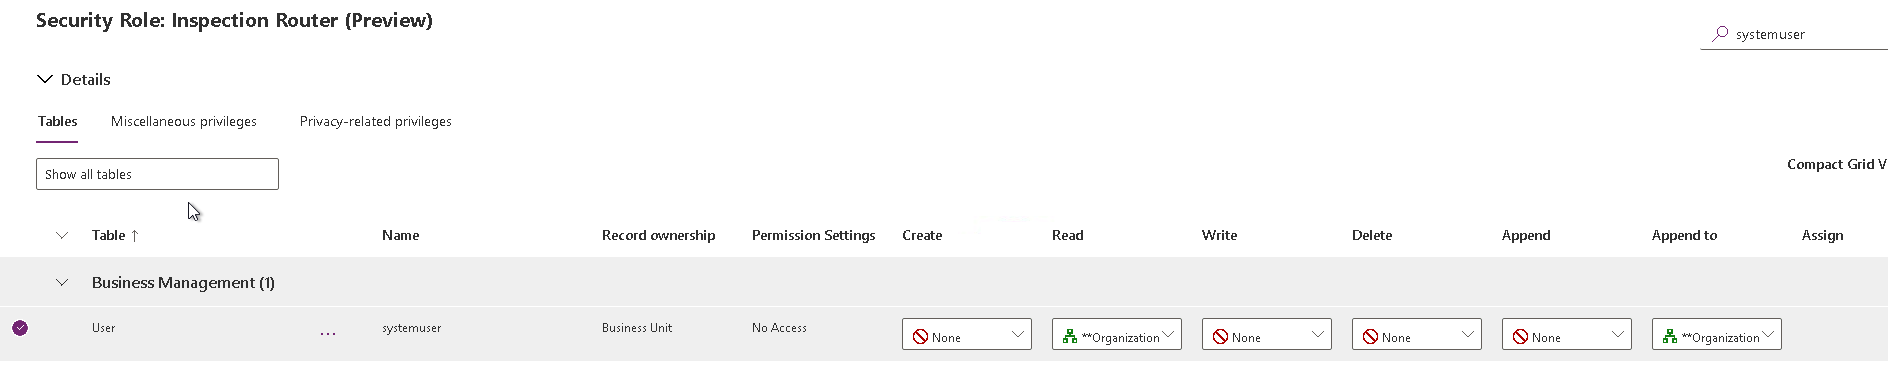 Security Role: Inspection Router (Preview)
systemuser
Details
Tables Miscellaneous privileges Privacy-related privileges
Show all tables
Compact Grid V
Table ↑ Name Record ownership Permission Settings Create Read Write Delete Append Append to Assign
Business Management (1)
User ... systemuser Business Unit No Access None **Organization None None None **Organization